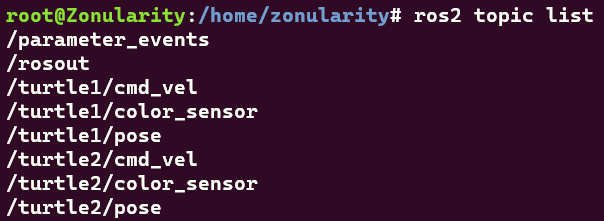 root@Zonularity:/home/zonularity# ros2 topic list
/parameter_events
/rosout
/turtle1/cmd_vel
/turtle1/color_sensor
/turtle1/pose
/turtle2/cmd_vel
/turtle2/color_sensor
/turtle2/pose